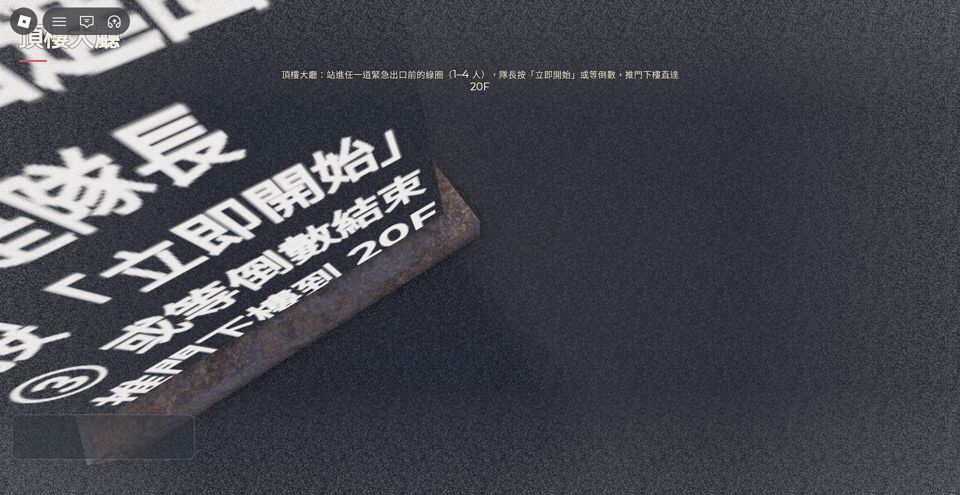 頂樓大廳
頂樓大廳：站進任一道緊急出口前的綠圈（1–4 人），隊長按「立即開始」或等倒數，推門下樓直達
20F
隊長
按「立即開始」
③ 或等倒數結束
推門下樓到 20F